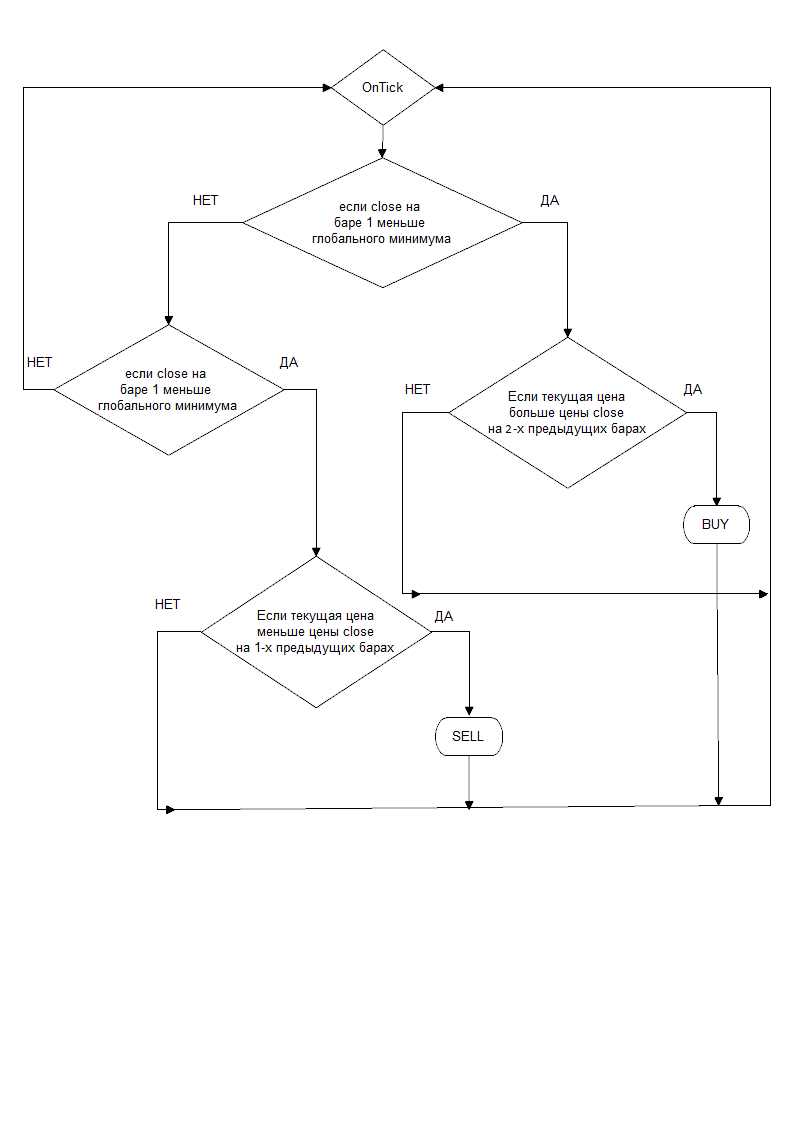 OnTick
НЕТ
ДА
если close на
баре 1 меньше
глобального минимума
НЕТ
ДА
если close на
баре 1 меньше
глобального минимума
НЕТ
ДА
Если текущая цена
больше цены close
на 2-х предыдущих барах
BUY
НЕТ
ДА
Если текущая цена
меньше цены close
на 1-х предыдущих барах
SELL